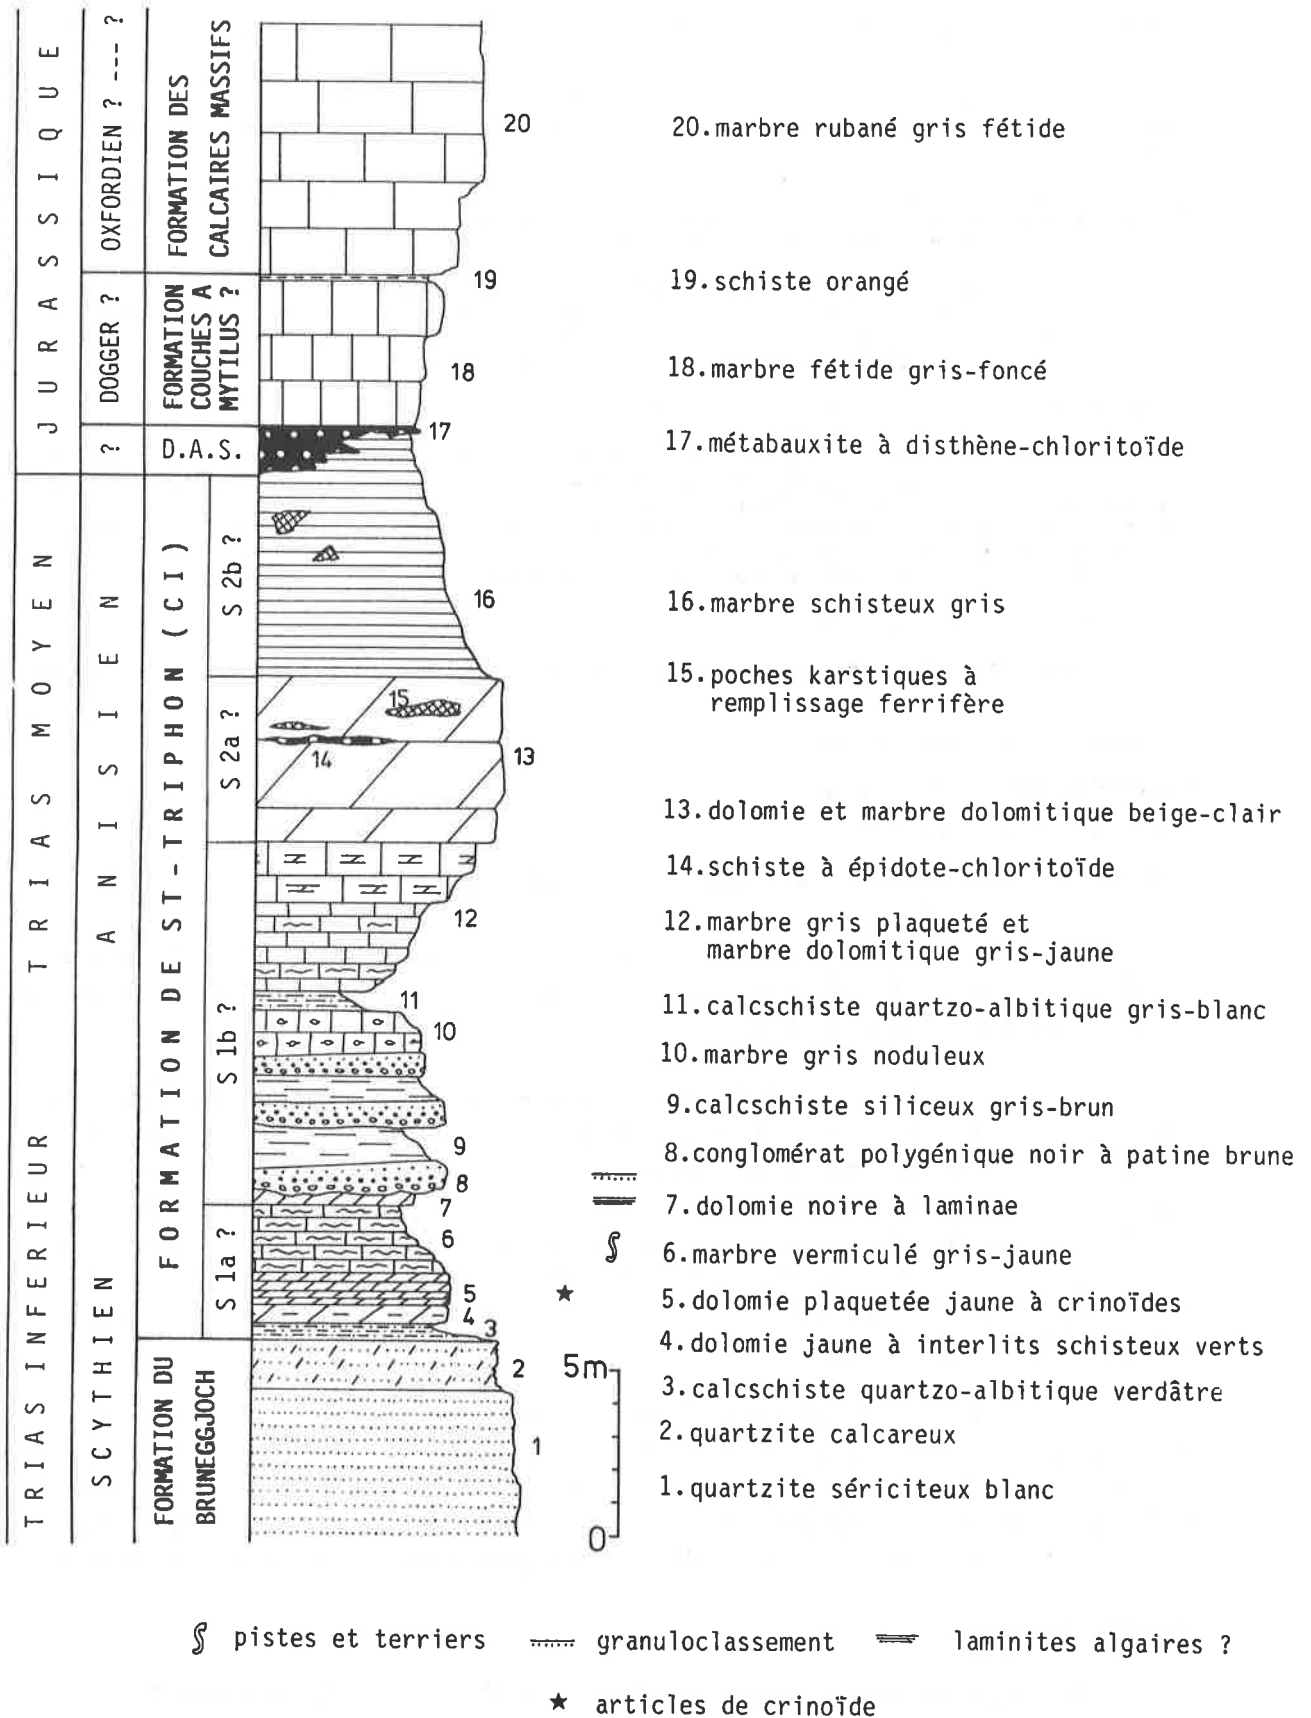 JURASSIQUE
OXFORDIEN ? --- ?
DOGGER ?
?
FORMATION DES
CALCAIRES MASSIFS
FORMATION
COUCHES A
MYTILUS ?
D.A.S.
TRIAS MOYEN
ANISIEN
FORMATION DE ST-TRIPHON (CI)
S 2b ?
S 2a ?
S 1b ?
S 1a ?
TRIAS INFERIEUR
SCYTHIEN
FORMATION DU
BRUNEGGJOCH
20
19
18
17
16
15
14
13
12
11
10
9
8
7
6
5
4
3
2
1
5m
0
20.marbre rubané gris fétide
19.schiste orangé
18.marbre fétide gris-foncé
17.métabauxite à disthène-chloritoïde
16.marbre schisteux gris
15.poches karstiques à
remplissage ferrifère
13.dolomie et marbre dolomitique beige-clair
14.schiste à épidote-chloritoïde
12.marbre gris plaqueté et
marbre dolomitique gris-jaune
11.calcschiste quartzo-albitique gris-blanc
10.marbre gris noduleux
9.calcschiste siliceux gris-brun
8.conglomérat polygénique noir à patine brune
7.dolomie noire à laminae
6.marbre vermiculé gris-jaune
5.dolomie plaquetée jaune à crinoïdes
4.dolomie jaune à interlits schisteux verts
3.calcschiste quartzo-albitique verdâtre
2.quartzite calcareux
1.quartzite sériciteux blanc
pistes et terriers
granuloclassement
laminites algaires ?
articles de crinoïde